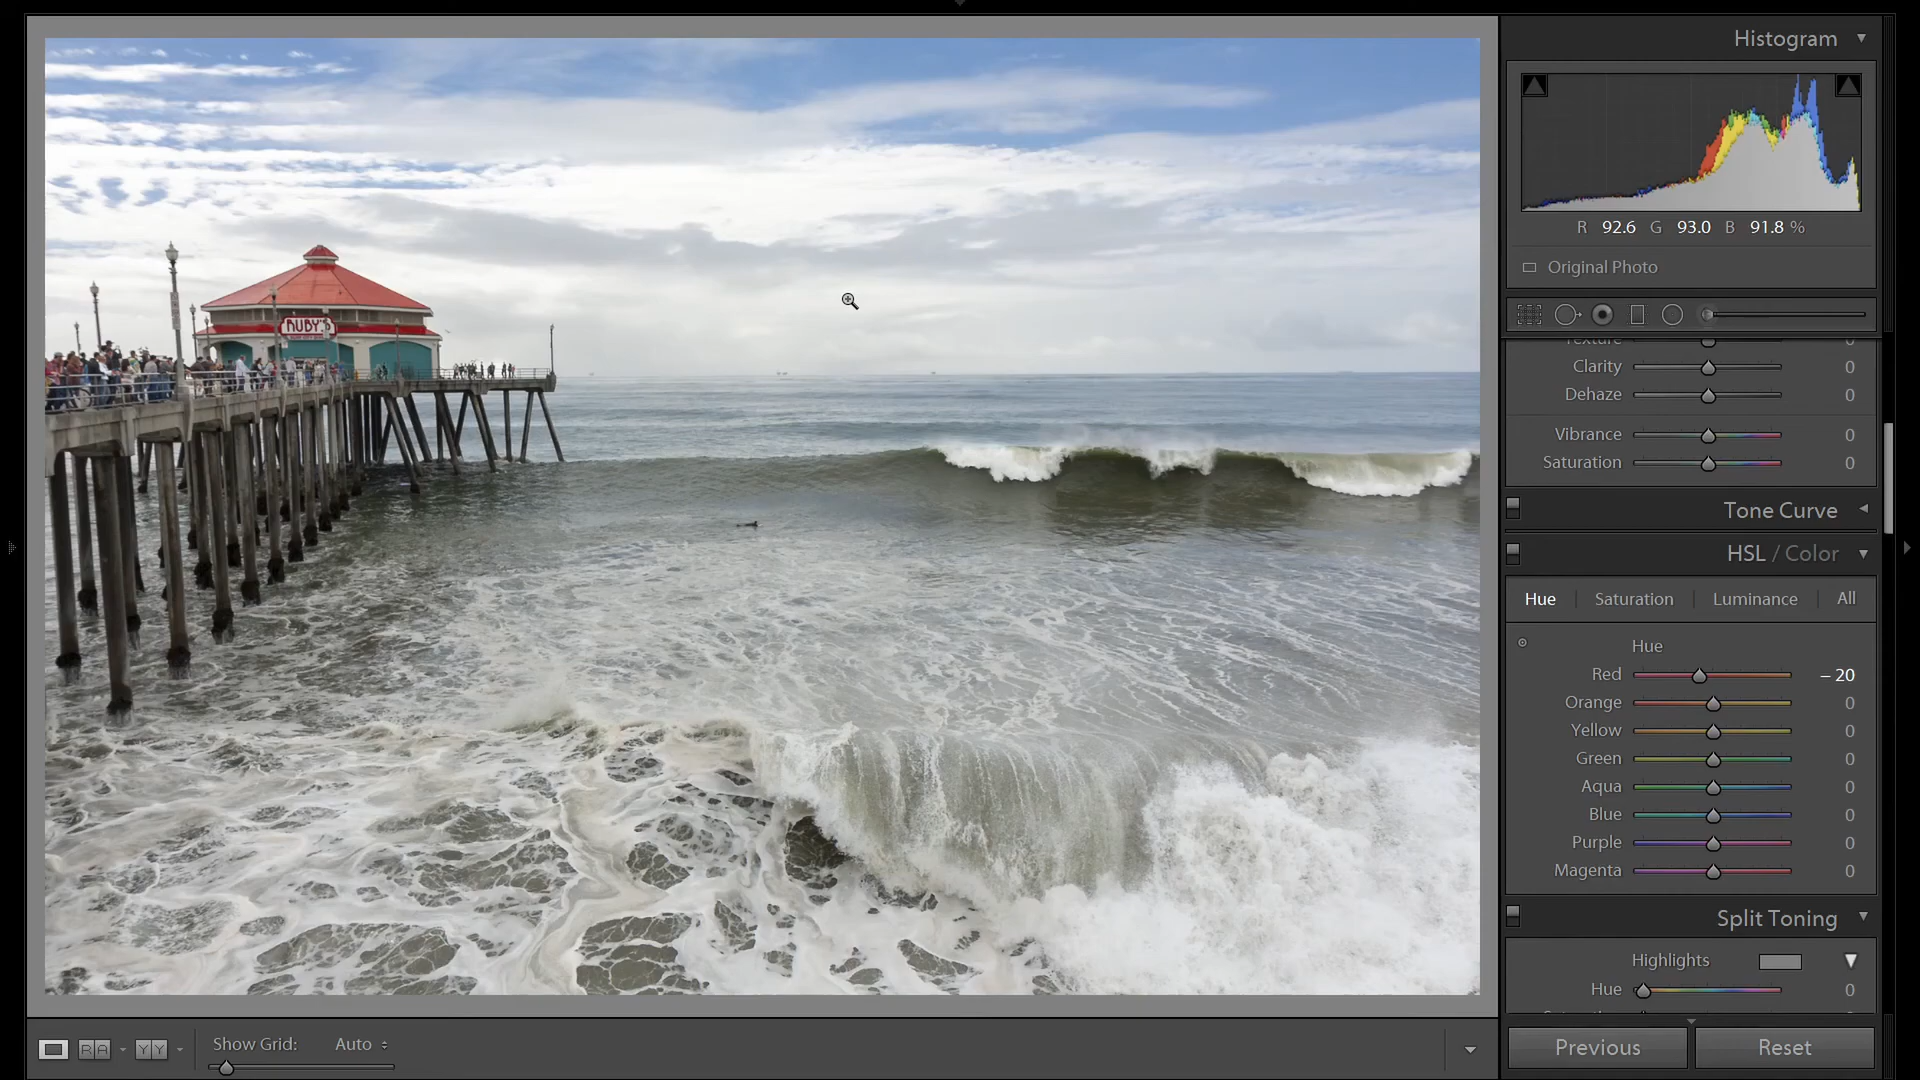 Histogram
R 92.6 G 93.0 B 91.8 %
Original Photo
Texture 0
Clarity 0
Dehaze 0
Vibrance 0
Saturation 0
Tone Curve
HSL / Color
Hue Saturation Luminance All
Hue
Red – 20
Orange 0
Yellow 0
Green 0
Aqua 0
Blue 0
Purple 0
Magenta 0
Split Toning
Highlights
Hue 0
Previous Reset
RUBY'S
R A Y Y Show Grid: Auto